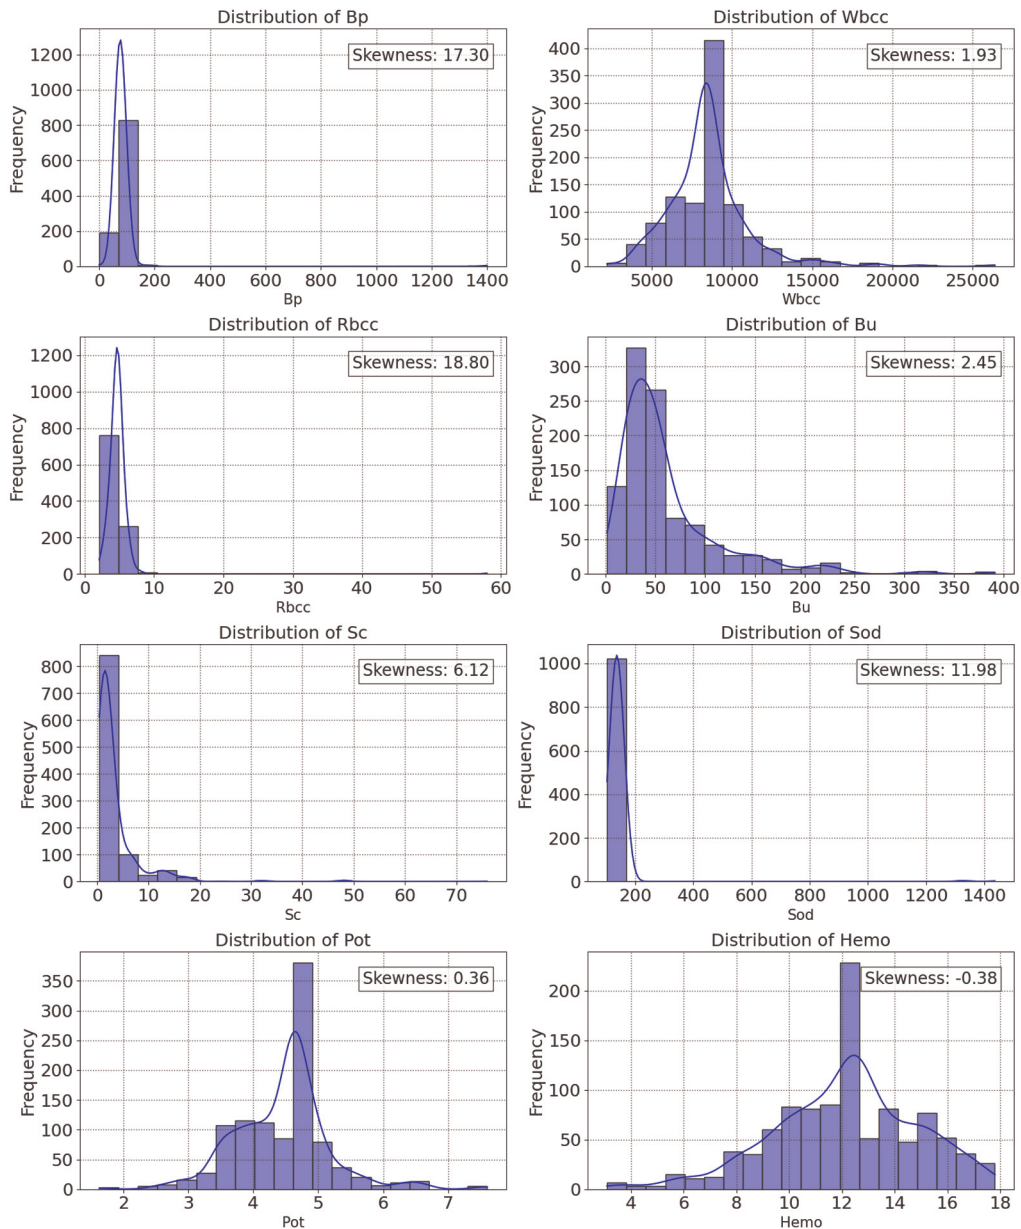 Distribution of Bp
Skewness: 17.30
1200
1000
800
600
400
200
0
Frequency
0 200 400 600 800 1000 1200 1400
Bp
Distribution of Wbcc
Skewness: 1.93
400
350
300
250
200
150
100
50
0
Frequency
5000 10000 15000 20000 25000
Wbcc
Distribution of Rbcc
Skewness: 18.80
1200
1000
800
600
400
200
0
Frequency
0 10 20 30 40 50 60
Rbcc
Distribution of Bu
Skewness: 2.45
300
250
200
150
100
50
0
Frequency
0 50 100 150 200 250 300 350 400
Bu
Distribution of Sc
Skewness: 6.12
800
700
600
500
400
300
200
100
0
Frequency
0 10 20 30 40 50 60 70
Sc
Distribution of Sod
Skewness: 11.98
1000
800
600
400
200
0
Frequency
200 400 600 800 1000 1200 1400
Sod
Distribution of Pot
Skewness: 0.36
350
300
250
200
150
100
50
0
Frequency
2 3 4 5 6 7
Pot
Distribution of Hemo
Skewness: -0.38
200
150
100
50
0
Frequency
4 6 8 10 12 14 16 18
Hemo